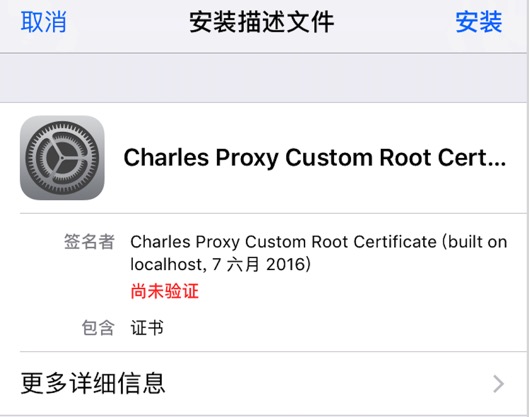 取消 安装描述文件 安装
Charles Proxy Custom Root Cert...
签名者 Charles Proxy Custom Root Certificate (built on
localhost, 7 六月 2016)
尚未验证
包含 证书
更多详细信息